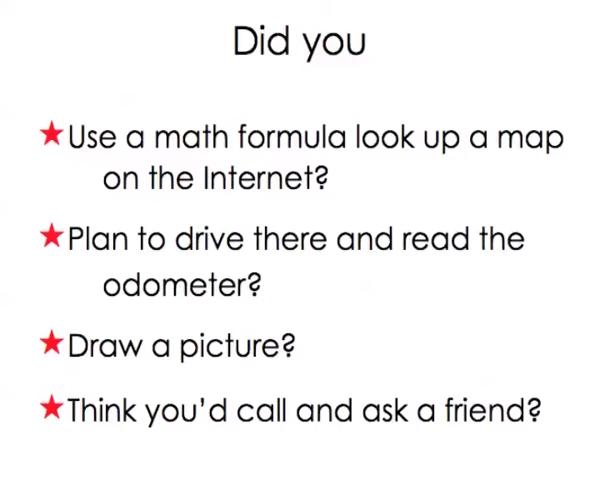 Did you
★Use a math formula look up a map
on the Internet?
★Plan to drive there and read the
odometer?
★Draw a picture?
★Think you'd call and ask a friend?